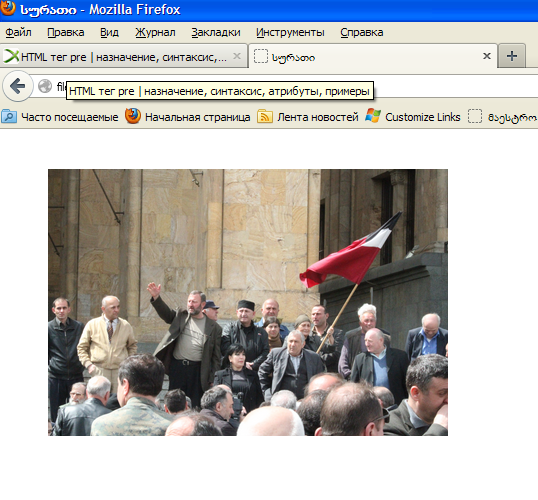 სურათი - Mozilla Firefox
Файл Правка Вид Журнал Закладки Инструменты Справка
HTML тег pre | назначение, синтаксис,... × სურათი × +
HTML тег pre | назначение, синтаксис, атрибуты, примеры
Часто посещаемые Начальная страница Лента новостей Customize Links მაესტრო